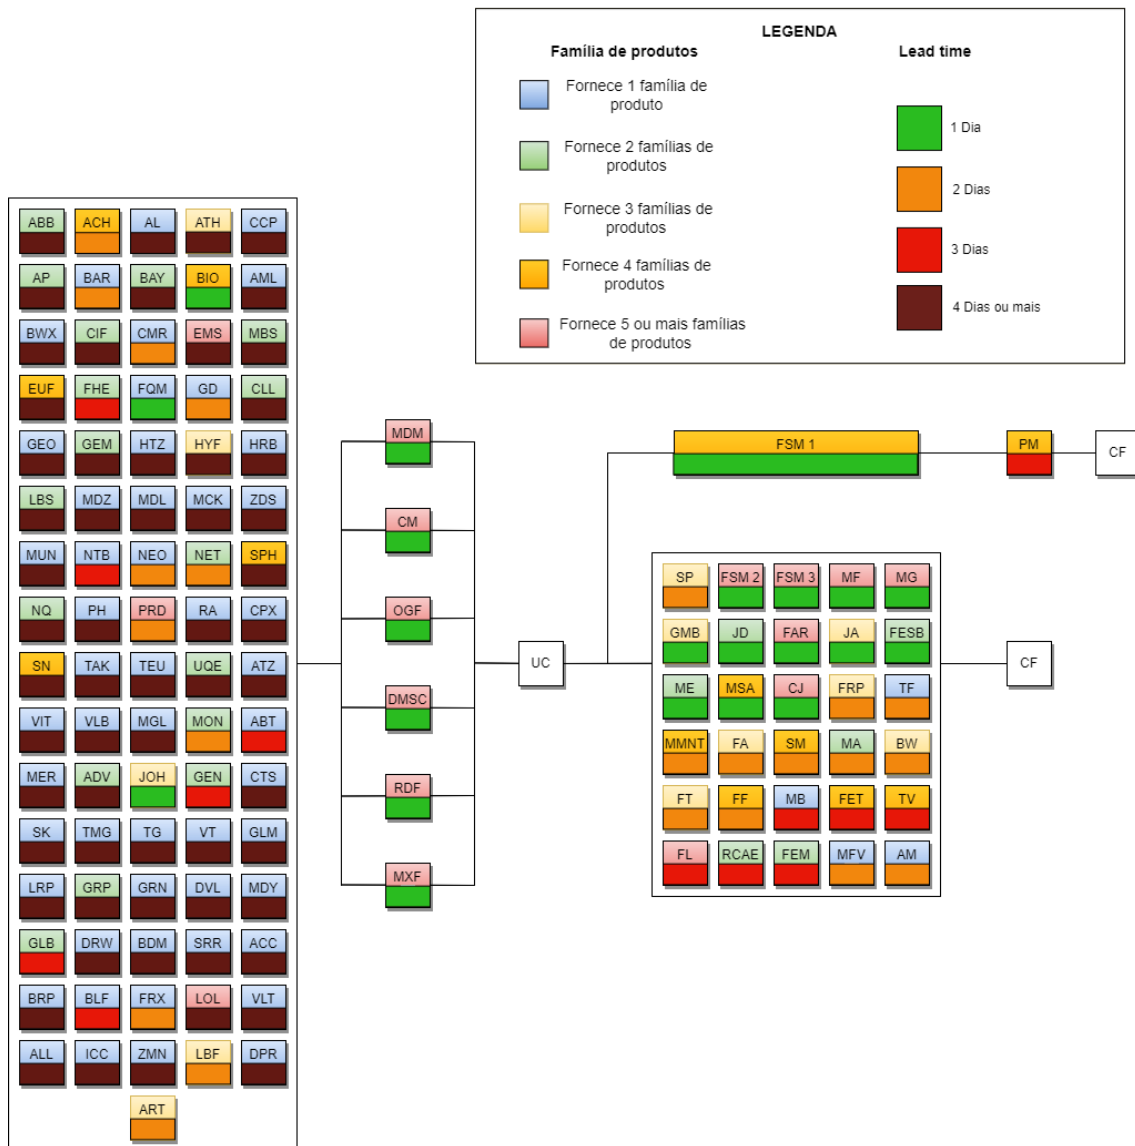 LEGENDA
Família de produtos
Lead time
Fornece 1 família de
produto
Fornece 2 famílias de
produtos
Fornece 3 famílias de
produtos
Fornece 4 famílias de
produtos
Fornece 5 ou mais famílias
de produtos
1 Dia
2 Dias
3 Dias
4 Dias ou mais
ABB ACH AL ATH CCP
AP BAR BAY BIO AML
BWX CIF CMR EMS MBS
EUF FHE FQM GD CLL
GEO GEM HTZ HYF HRB
LBS MDZ MDL MCK ZDS
MUN NTB NEO NET SPH
NQ PH PRD RA CPX
SN TAK TEU UQE ATZ
VIT VLB MGL MON ABT
MER ADV JOH GEN CTS
SK TMG TG VT GLM
LRP GRP GRN DVL MDY
GLB DRW BDM SRR ACC
BRP BLF FRX LOL VLT
ALL ICC ZMN LBF DPR
ART
MDM
CM
OGF
DMSC
RDF
MXF
UC
FSM 1
PM
CF
SP FSM 2 FSM 3 MF MG
GMB JD FAR JA FESB
ME MSA CJ FRP TF
MMNT FA SM MA BW
FT FF MB FET TV
FL RCAE FEM MFV AM
CF